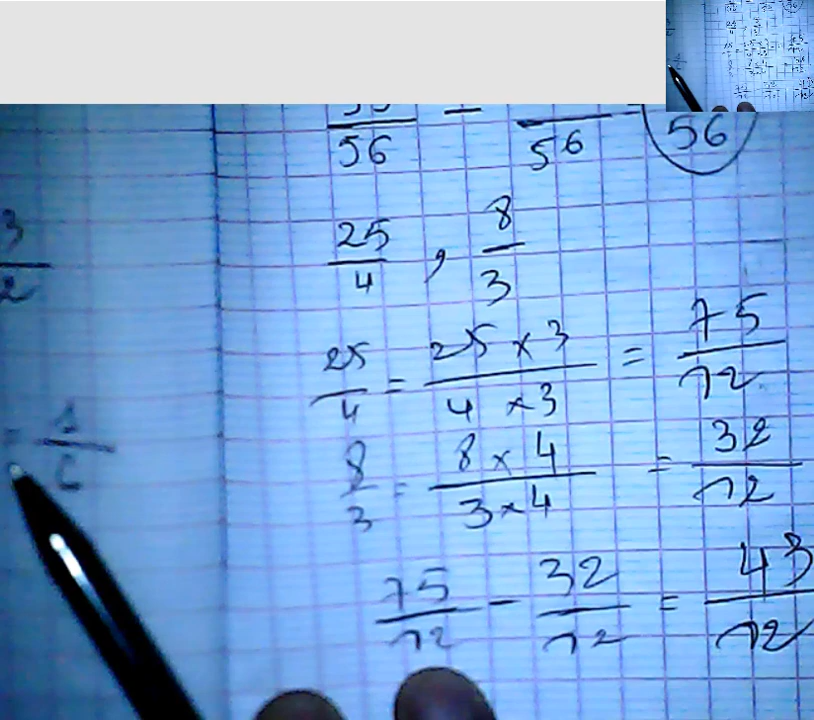 56 56 56
25/4 , 8/3
25/4 = 25 x 3 / 4 x 3 = 75/12
8/3 = 8 x 4 / 3 x 4 = 32/12
75/12 - 32/12 = 43/12